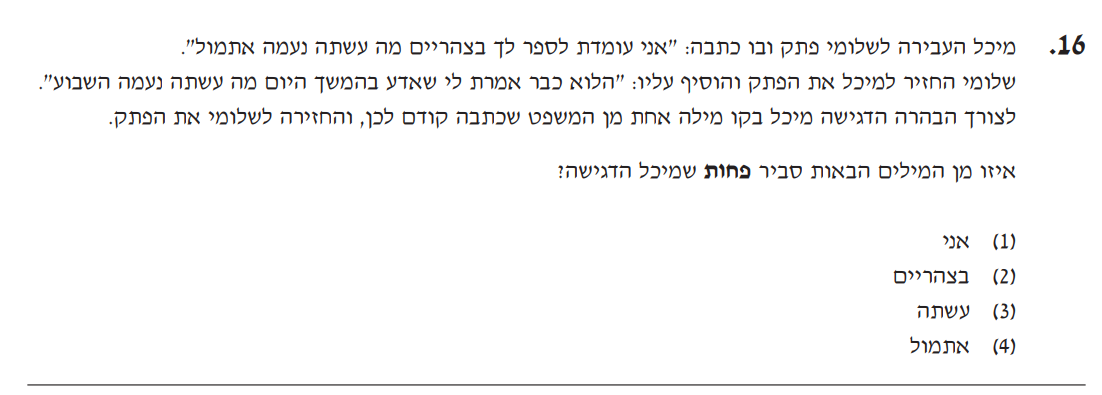 16. מיכל העבירה לשלומי פתק ובו כתבה: "אני עומדת לספר לך בצהריים מה עשתה נעמה אתמול".
שלומי החזיר למיכל את הפתק והוסיף עליו: "הלוא כבר אמרת לי שאדע בהמשך היום מה עשתה נעמה השבוע".
לצורך הבהרה הדגישה מיכל בקו מילה אחת מן המשפט שכתבה קודם לכן, והחזירה לשלומי את הפתק.
איזו מן המילים הבאות סביר פחות שמיכל הדגישה?
(1) אני
(2) בצהריים
(3) עשתה
(4) אתמול